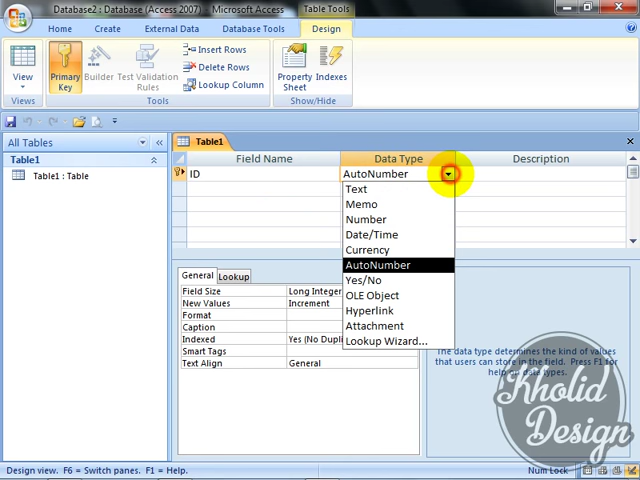 Database2 : Database (Access 2007) - Microsoft Access
Table Tools
Home
Create
External Data
Database Tools
Design
View
Primary Key
Builder
Test Validation Rules
Insert Rows
Delete Rows
Lookup Column
Property Sheet
Indexes
Views
Tools
Show/Hide
All Tables
Table1
Table1 : Table
Table1
Field Name
Data Type
Description
ID
AutoNumber
Text
Memo
Number
Date/Time
Currency
AutoNumber
Yes/No
OLE Object
Hyperlink
Attachment
Lookup Wizard...
General
Lookup
Field Size
Long Integer
New Values
Increment
Format
Caption
Indexed
Yes (No Dupli
Smart Tags
Text Align
General
The data type determines the kind of values
that users can store in the field. Press F1 for
help on data types.
Kholid
Design
Design view. F6 = Switch panes. F1 = Help.
Num Lock